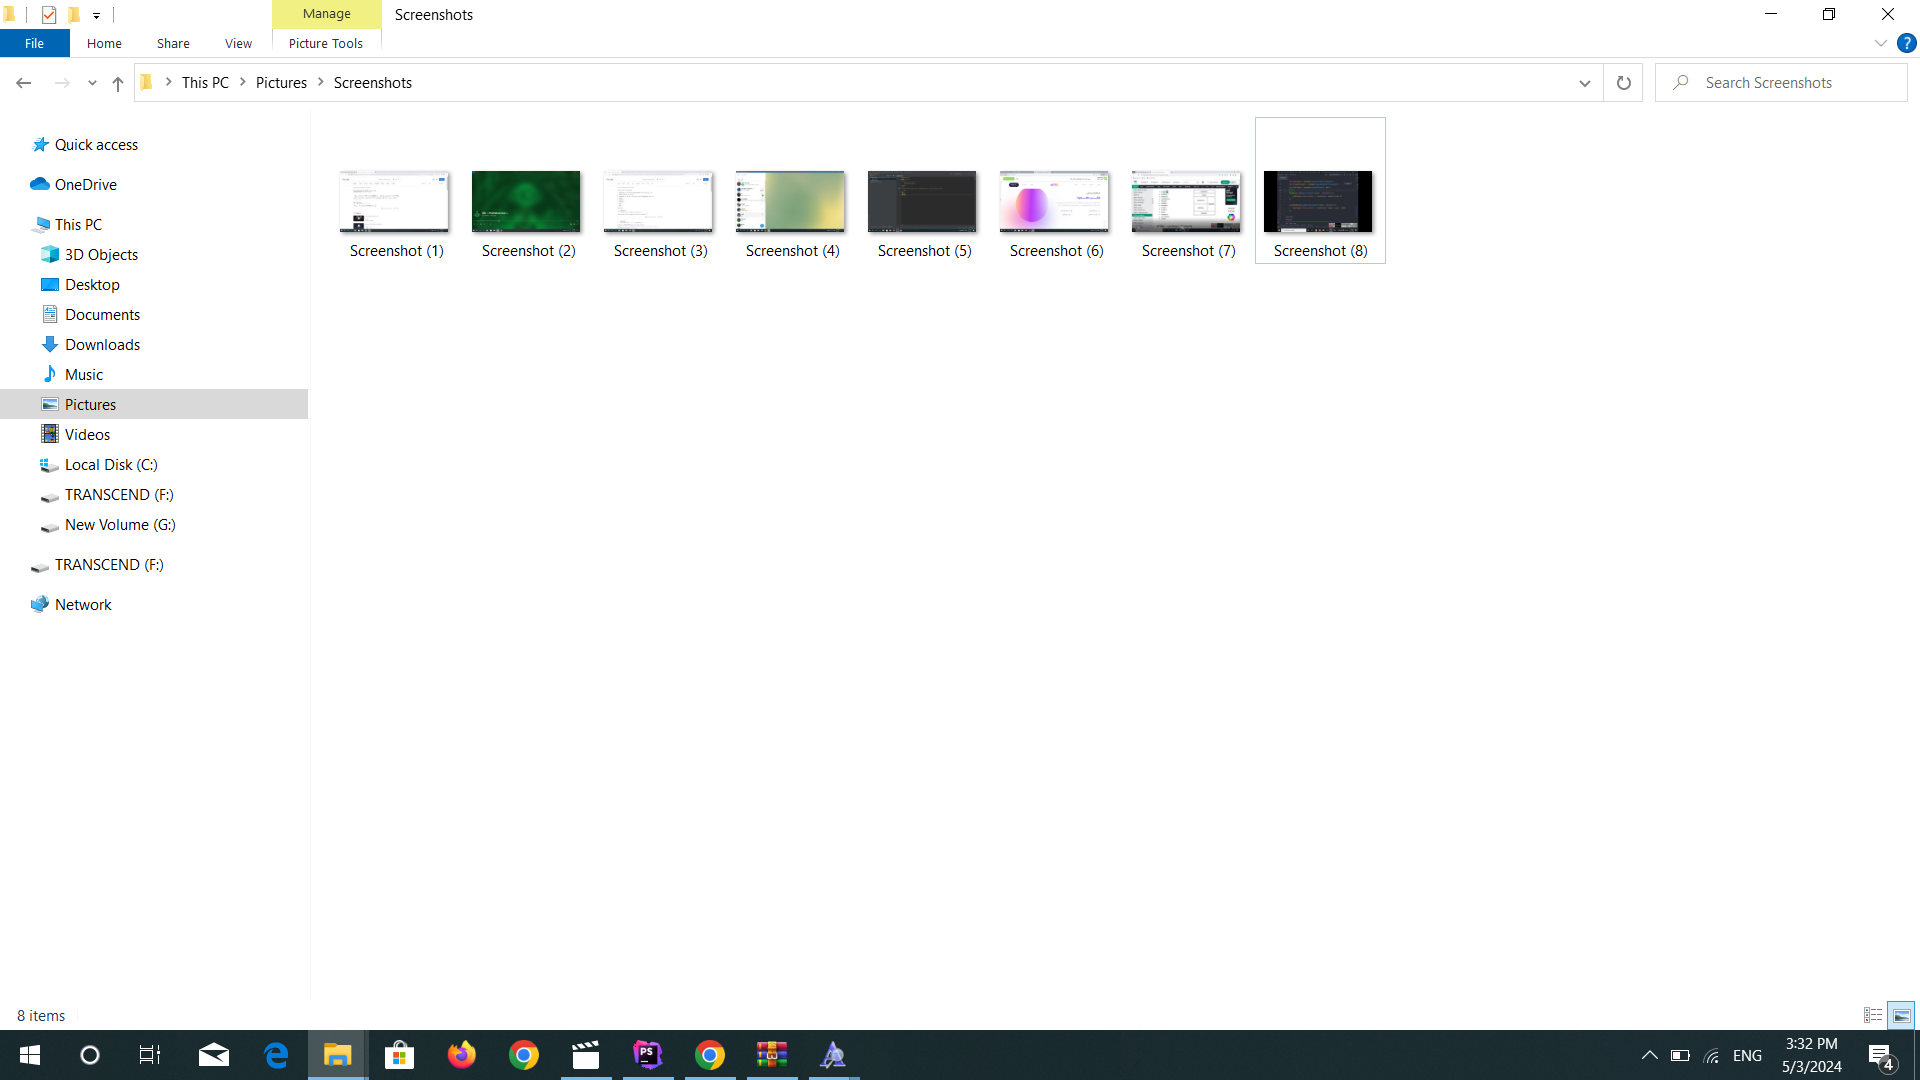 Manage
Screenshots
File
Home
Share
View
Picture Tools
This PC
Pictures
Screenshots
Search Screenshots
Quick access
OneDrive
This PC
3D Objects
Desktop
Documents
Downloads
Music
Pictures
Videos
Local Disk (C:)
TRANSCEND (F:)
New Volume (G:)
TRANSCEND (F:)
Network
Screenshot (1)
Screenshot (2)
Screenshot (3)
Screenshot (4)
Screenshot (5)
Screenshot (6)
Screenshot (7)
Screenshot (8)
8 items
PS
ENG
3:32 PM
5/3/2024
4